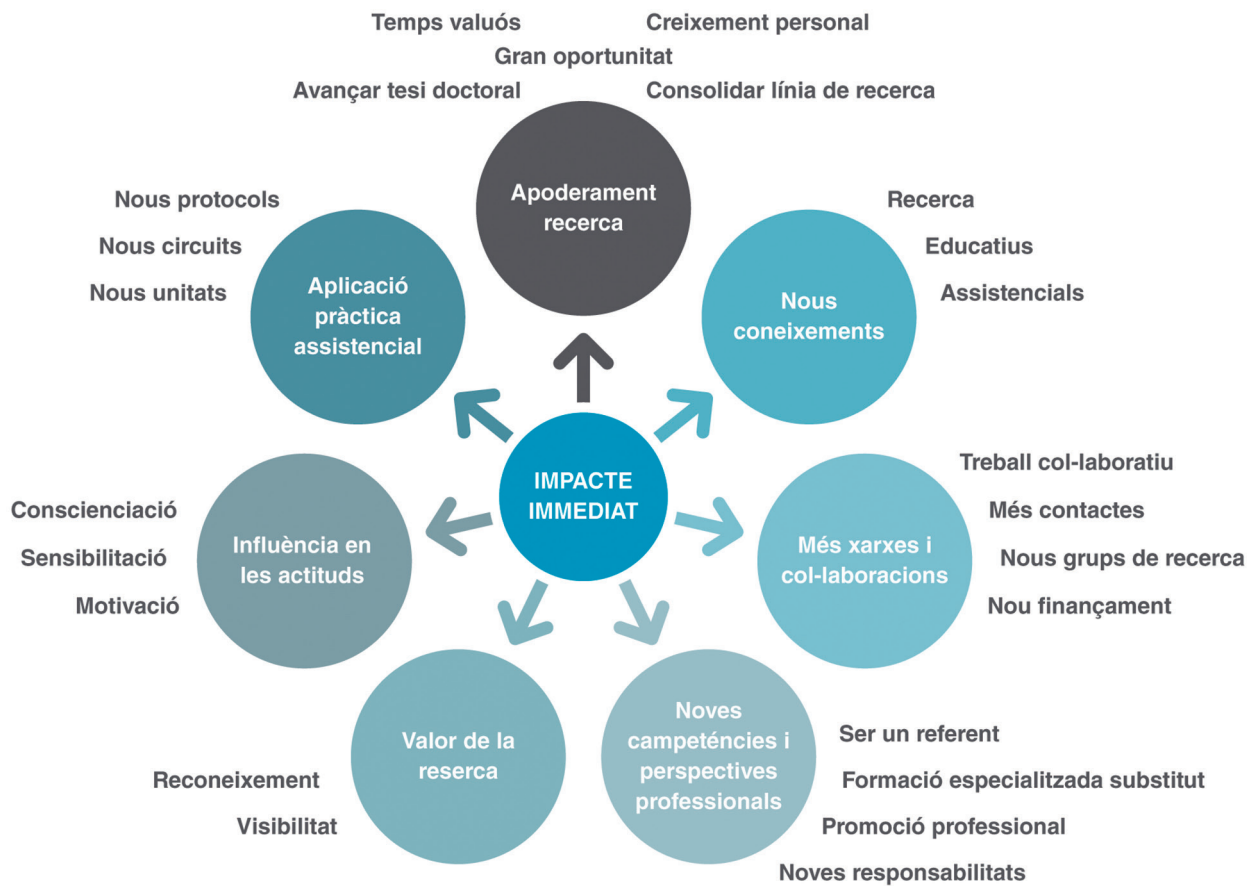 Temps valuós
Creixement personal
Gran oportunitat
Avançar tesi doctoral
Consolidar línia de recerca
Apoderament
recerca
Nous protocols
Nous circuits
Nous unitats
Aplicació
pràctica
assistencial
Recerca
Educatius
Assistencials
Nous
coneixements
IMPACTE
IMMEDIAT
Treball col-laboratiu
Més contactes
Nous grups de recerca
Nou finançament
Més xarxes i
col-laboracions
Conscienciació
Sensibilitació
Motivació
Influència en
les actituds
Valor de la
reserca
Reconeixement
Visibilitat
Noves
campeténcies i
perspectives
professionals
Ser un referent
Formació especialitzada substitut
Promoció professional
Noves responsabilitats